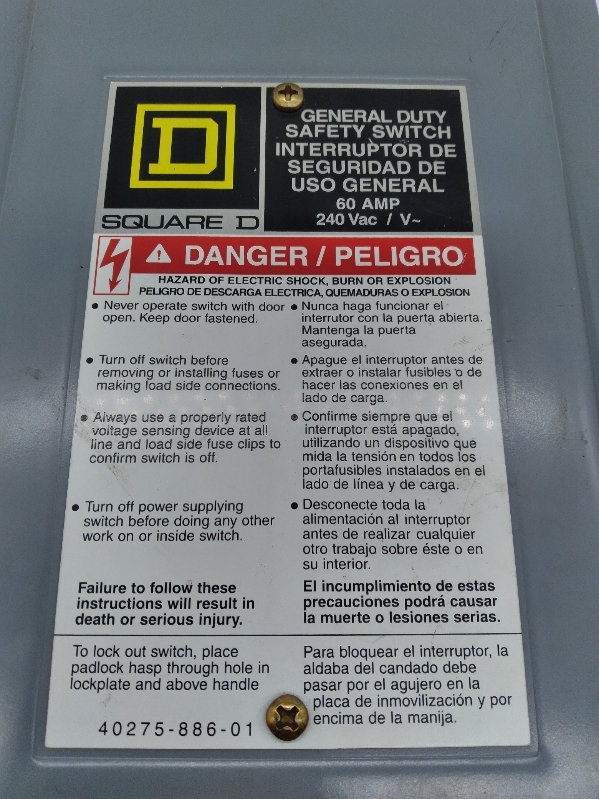 SQUARE D
GENERAL DUTY
SAFETY SWITCH
INTERRUPTOR DE
SEGURIDAD DE
USO GENERAL
60 AMP
240 Vac / V~
DANGER / PELIGRO
HAZARD OF ELECTRIC SHOCK, BURN OR EXPLOSION
PELIGRO DE DESCARGA ELECTRICA, QUEMADURAS O EXPLOSION
• Never operate switch with door
open. Keep door fastened.
• Turn off switch before
removing or installing fuses or
making load side connections.
• Always use a properly rated
voltage sensing device at all
line and load side fuse clips to
confirm switch is off.
• Turn off power supplying
switch before doing any other
work on or inside switch.
Failure to follow these
instructions will result in
death or serious injury.
• Nunca haga funcionar el
interrutor con la puerta abierta.
Mantenga la puerta
asegurada.
• Apague el interruptor antes de
extraer o instalar fusibles o de
hacer las conexiones en el
lado de carga.
• Confirme siempre que el
interruptor está apagado,
utilizando un dispositivo que
mida la tensión en todos los
portafusibles instalados en el
lado de línea y de carga.
• Desconecte toda la
alimentación al interruptor
antes de realizar cualquier
otro trabajo sobre éste o en
su interior.
El incumplimiento de estas
precauciones podrá causar
la muerte o lesiones serias.
To lock out switch, place
padlock hasp through hole in
lockplate and above handle
40275-886-01
Para bloquear el interruptor, la
aldaba del candado debe
pasar por el agujero en la
placa de inmovilización y por
encima de la manija.